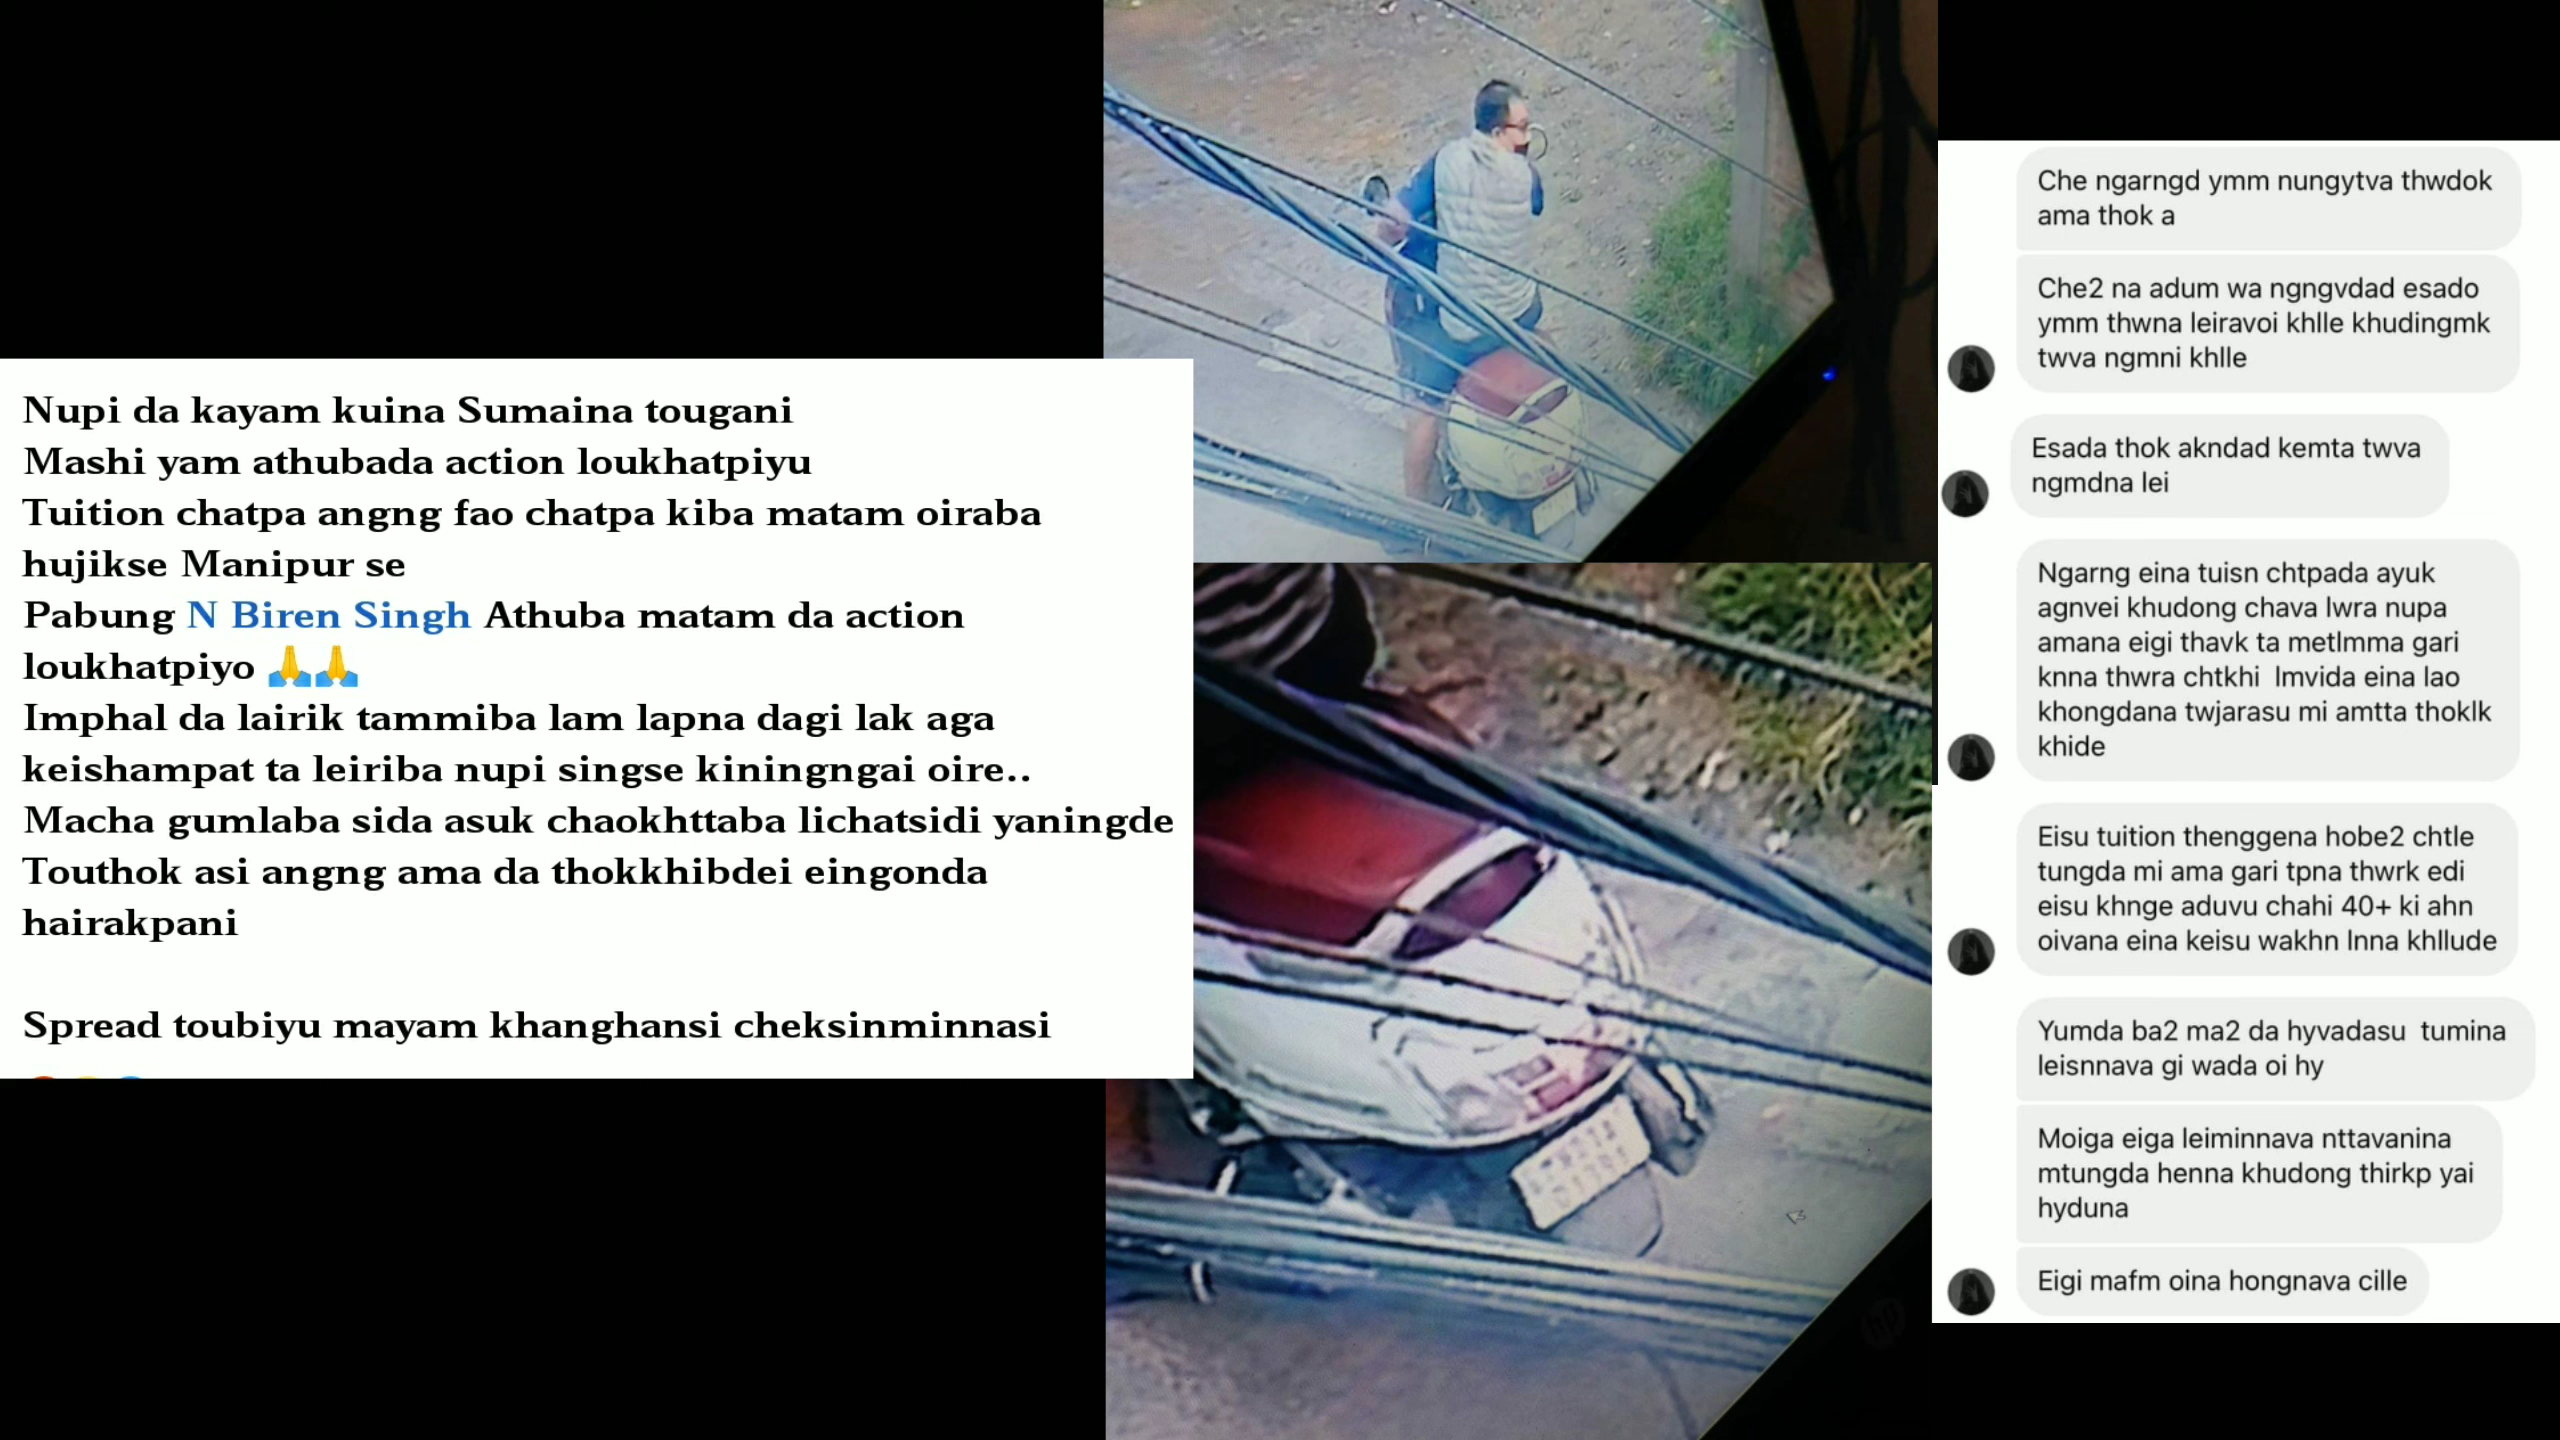 Nupi da kayam kuina Sumaina tougani
Mashi yam athubada action loukhatpiyu
Tuition chatpa angng fao chatpa kiba matam oiraba
hujikse Manipur se
Pabung N Biren Singh Athuba matam da action
loukhatpiyo 🙏🙏
Imphal da lairik tammiba lam lapna dagi lak aga
keishampat ta leiriba nupi singse kiningngai oire..
Macha gumlaba sida asuk chaokhttaba lichatsidi yaningde
Touthok asi angng ama da thokkhibdei eingonda
hairakpani
Spread toubiyu mayam khanghansi cheksinminnasi
Che ngarngd ymm nungytva thwdok
ama thok a
Che2 na adum wa ngngvdad esado
ymm thwna leiravoi khlle khudingmk
twva ngmni khlle
Esada thok akndad kemta twva
ngmdna lei
Ngarng eina tuisn chtpada ayuk
agnvei khudong chava lwra nupa
amana eigi thavk ta metlmma gari
knna thwra chtkhi  lmvida eina lao
khongdana twjarasu mi amtta thoklk
khide
Eisu tuition thenggena hobe2 chtle
tungda mi ama gari tpna thwrk edi
eisu khnge aduvu chahi 40+ ki ahn
oivana eina keisu wakhn lnna khllude
Yumda ba2 ma2 da hyvadasu  tumina
leisnnava gi wada oi hy
Moiga eiga leiminnava nttavanina
mtungda henna khudong thirkp yai
hyduna
Eigi mafm oina hongnava cille